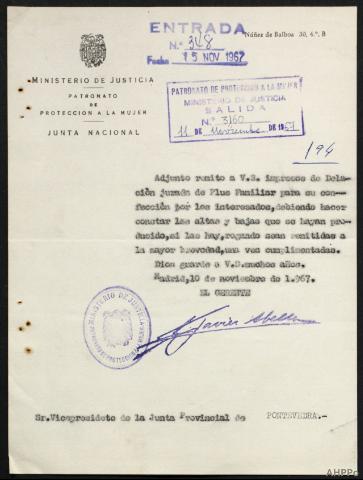 ENTRADA
N.º 348
Fecha 15 NOV 1967
Núñez de Balboa 30, 4.º B
MINISTERIO DE JUSTICIA
PATRONATO
DE
PROTECCION A LA MUJER
JUNTA NACIONAL
PATRONATO DE PROTECCION A LA MUJER
MINISTERIO DE JUSTICIA
SALIDA
N.º 3160
11 DE Noviembre DE 1967
194
Adjunto remito a V.S. impresos de Decla-
ción jurada de Plus Familiar para su con-
fección por los interesados, debiendo hacer
constar las altas y bajas que se hayan pro-
ducido, si las hay, rogando sean remitidas a
la mayor brevedad, una vez cumplimentadas.
Dios guarde a V.S. muchos años.
Madrid, 10 de noviembre de 1.967.
EL GERENTE
MINISTERIO DE JUSTICIA
Javier
Sr. Vicepresidete de la Junta Provincial de PONTEVEDRA.-
AHPPo